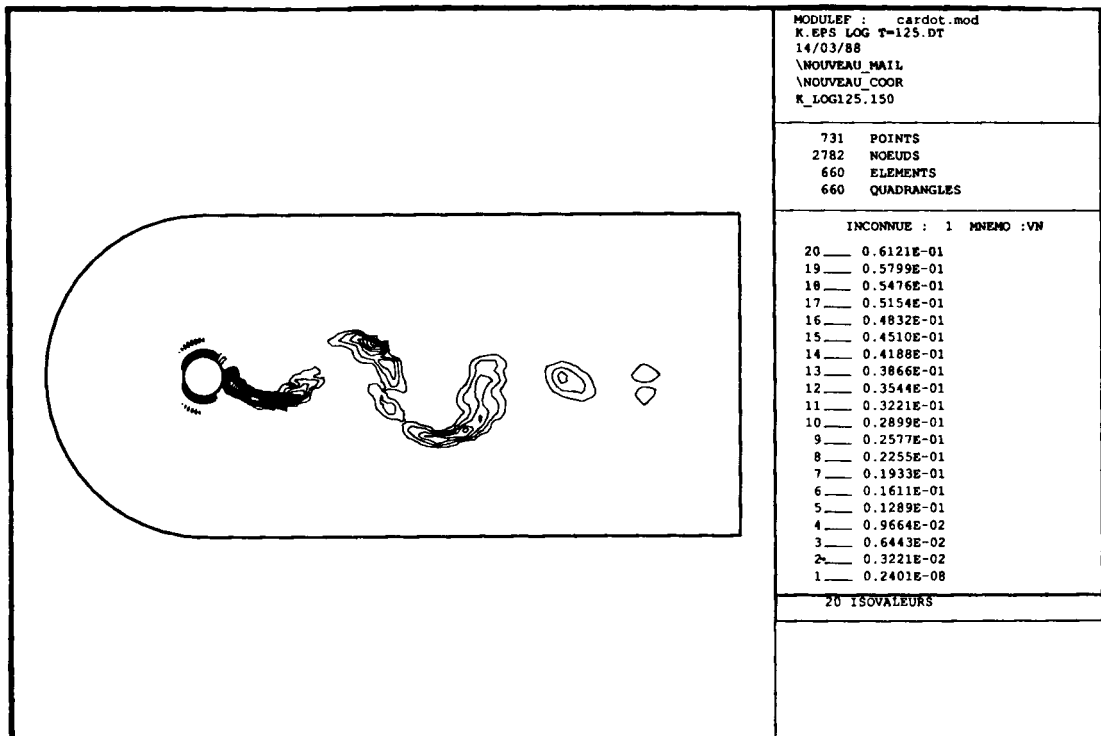 MODULEF : cardot.mod
K.EPS LOG T=125.DT
14/03/88
\NOUVEAU_MAIL
\NOUVEAU_COOR
K_LOG125.150
731 POINTS
2782 NOEUDS
660 ELEMENTS
660 QUADRANGLES
INCONNUE : 1 MNEMO :VN
20 0.6121E-01
19 0.5799E-01
18 0.5476E-01
17 0.5154E-01
16 0.4832E-01
15 0.4510E-01
14 0.4188E-01
13 0.3866E-01
12 0.3544E-01
11 0.3221E-01
10 0.2899E-01
9 0.2577E-01
8 0.2255E-01
7 0.1933E-01
6 0.1611E-01
5 0.1289E-01
4 0.9664E-02
3 0.6443E-02
2 0.3221E-02
1 0.2401E-08
20 ISOVALEURS